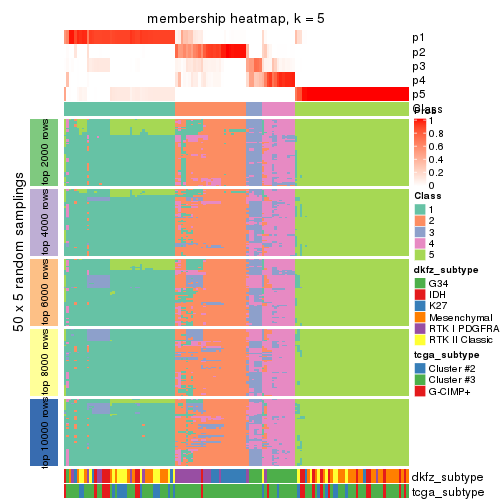 membership heatmap, k = 5
p1
p2
p3
p4
p5
Class
Prob
1
0.8
0.6
0.4
0.2
0
Class
1
2
3
4
5
dkfz_subtype
G34
IDH
K27
Mesenchymal
RTK I PDGFRA
RTK II Classic
tcga_subtype
Cluster #2
Cluster #3
G-CIMP+
50 x 5 random samplings
top 2000 rows
top 4000 rows
top 6000 rows
top 8000 rows
top 10000 rows
dkfz_subtype
tcga_subtype